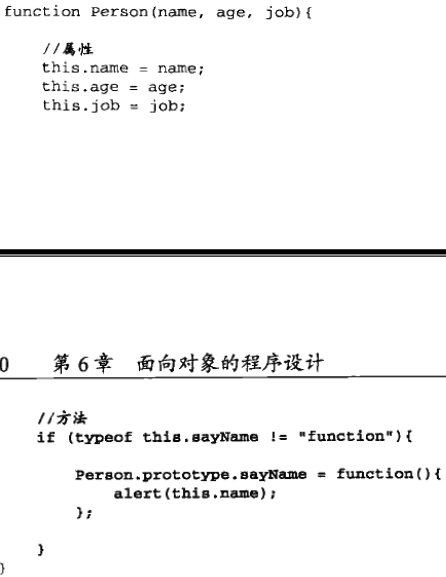 function Person(name, age, job){
//属性
this.name = name;
this.age = age;
this.job = job;
0 第6章 面向对象的程序设计
//方法
if (typeof this.sayName != "function"){
Person.prototype.sayName = function(){
alert(this.name);
};
}
}